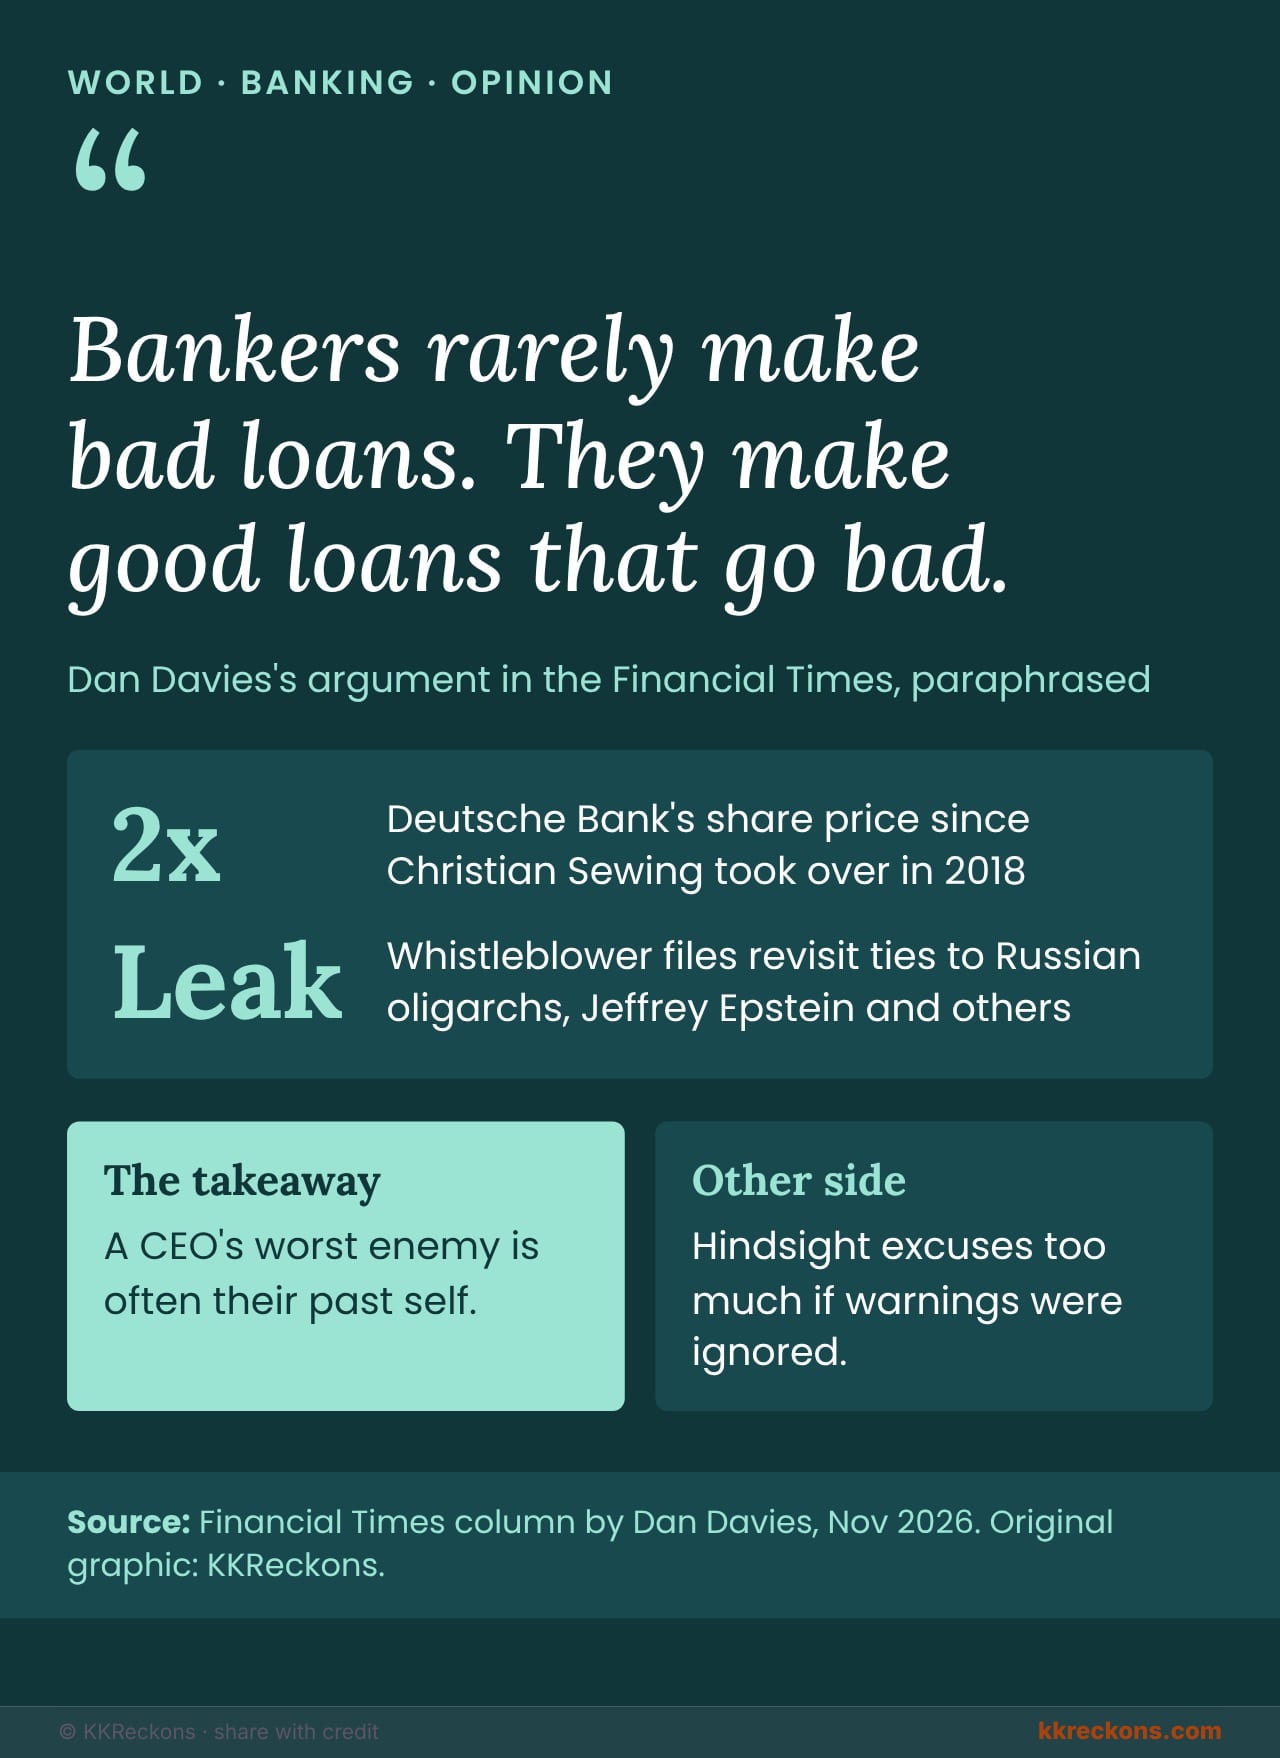 WORLD · BANKING · OPINION
“
Bankers rarely make
bad loans. They make
good loans that go bad.
Dan Davies's argument in the Financial Times, paraphrased
2x
Deutsche Bank's share price since
Christian Sewing took over in 2018
Leak
Whistleblower files revisit ties to Russian
oligarchs, Jeffrey Epstein and others
The takeaway
A CEO's worst enemy is
often their past self.
Other side
Hindsight excuses too
much if warnings were
ignored.
Source: Financial Times column by Dan Davies, Nov 2026. Original
graphic: KKReckons.
© KKReckons · share with credit
kkreckons.com